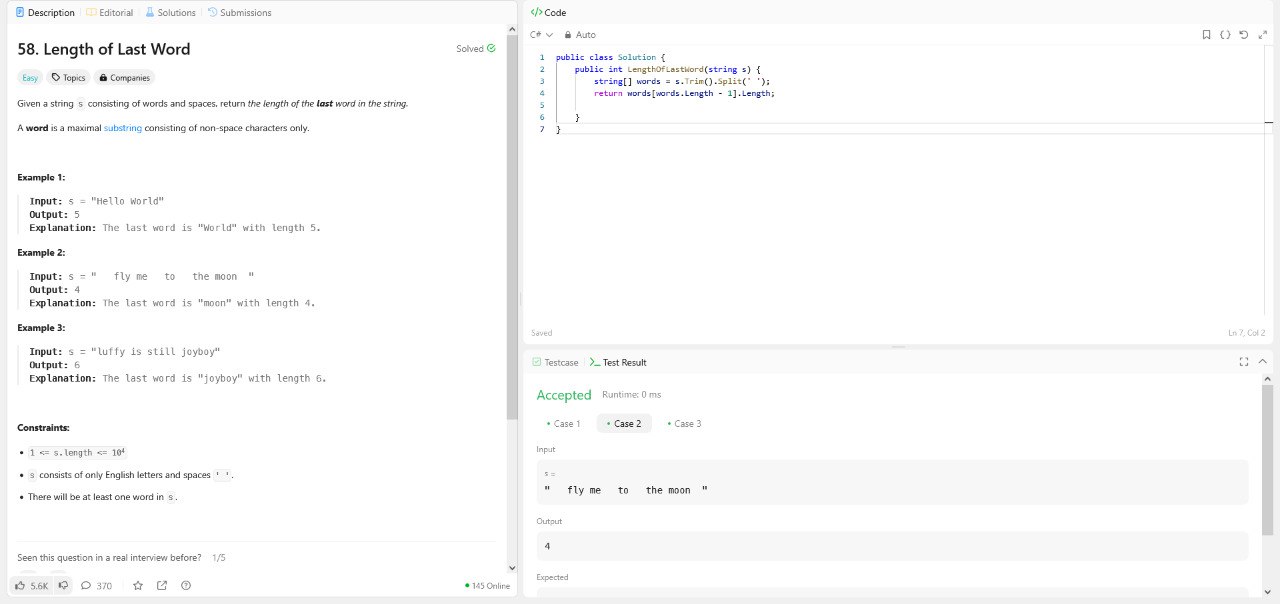 Description Editorial Solutions Submissions
58. Length of Last Word
Solved
Easy Topics Companies
Given a string s consisting of words and spaces, return the length of the last word in the string.
A word is a maximal substring consisting of non-space characters only.
Example 1:
Input: s = "Hello World"
Output: 5
Explanation: The last word is "World" with length 5.
Example 2:
Input: s = "   fly me   to   the moon  "
Output: 4
Explanation: The last word is "moon" with length 4.
Example 3:
Input: s = "luffy is still joyboy"
Output: 6
Explanation: The last word is "joyboy" with length 6.
Constraints:
• 1 <= s.length <= 10⁴
• s consists of only English letters and spaces ' '.
• There will be at least one word in s.
Seen this question in a real interview before? 1/5
5.6K 370 145 Online
</> Code
C# Auto
1 public class Solution {
2     public int LengthOfLastWord(string s) {
3         string[] words = s.Trim().Split(' ');
4         return words[words.Length - 1].Length;
5
6     }
7 }
Saved
Ln 7, Col 2
Testcase Test Result
Accepted Runtime: 0 ms
• Case 1 • Case 2 • Case 3
Input
s =
"   fly me   to   the moon  "
Output
4
Expected